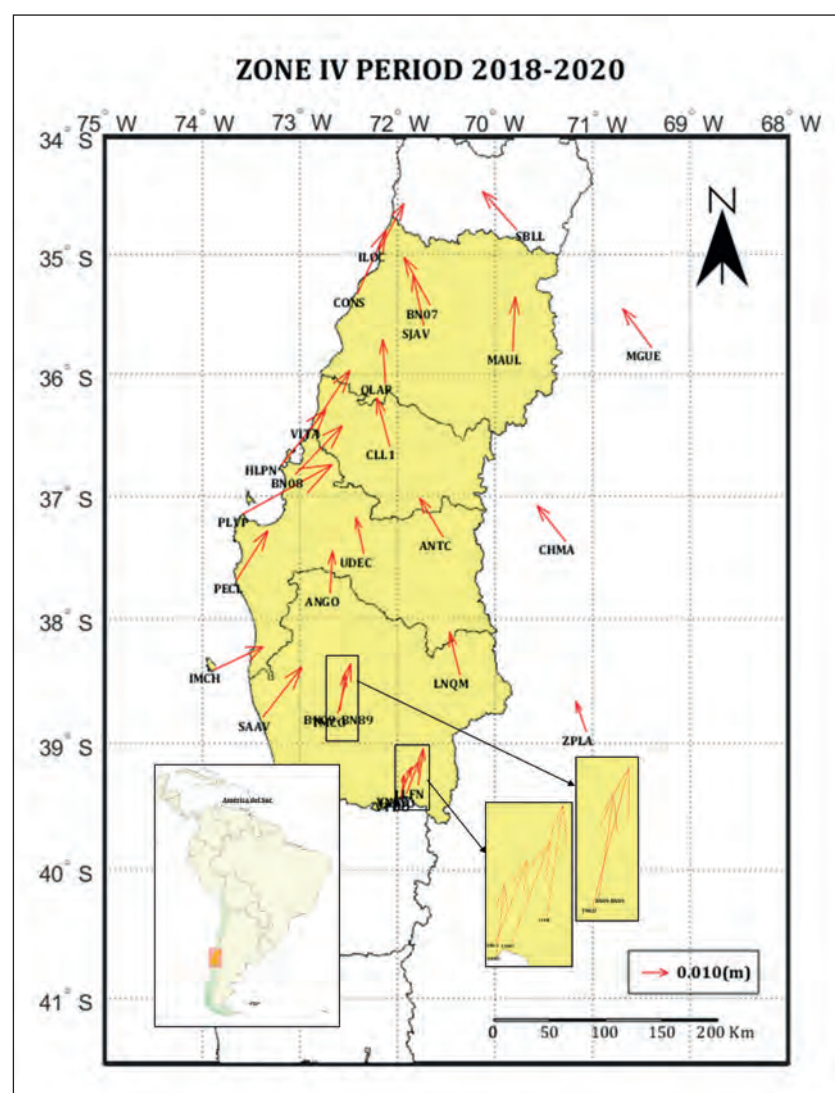 ZONE IV PERIOD 2018-2020
75° W 74° W 73° W 72° W 70° W 71° W 69° W 68° W
34° S
35° S
36° S
37° S
38° S
39° S
40° S
41° S
N
SBLL
ILOC
CONS
BN07
SJAV
MAUL
MGUE
QLAP
VITA
CLL1
HLPN
BN08
PLVP
ANTC
CHMA
UDEC
PECL
ANGO
IMCH
LNQM
SAAV
BN09-BN89
ZPLA
América del Sur
0.010(m)
0 50 100 150 200 Km